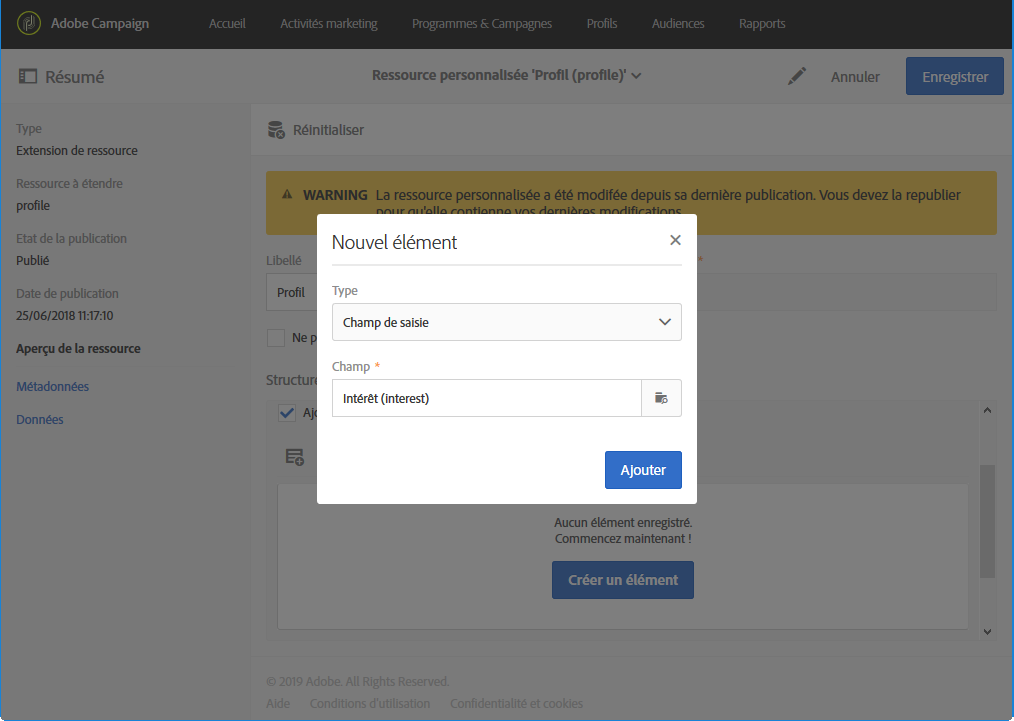 Adobe Campaign
Accueil
Activités marketing
Programmes & Campagnes
Profils
Audiences
Rapports
Résumé
Ressource personnalisée 'Profil (profile)'
Annuler
Enregistrer
Type
Extension de ressource
Ressource à étendre
profile
Etat de la publication
Publié
Date de publication
25/06/2018 11:17:10
Aperçu de la ressource
Métadonnées
Données
Réinitialiser
WARNING La ressource personnalisée a été modifée depuis sa dernière publication. Vous devez la republier
pour qu'elle contienne vos dernières modifications.
Libellé
*
Profil
Ne p
Structure
Ajo
Nouvel élément
Type
Champ de saisie
Champ *
Intérêt (interest)
Ajouter
Aucun élément enregistré.
Commencez maintenant !
Créer un élément
© 2019 Adobe. All Rights Reserved.
Aide
Conditions d'utilisation
Confidentialité et cookies